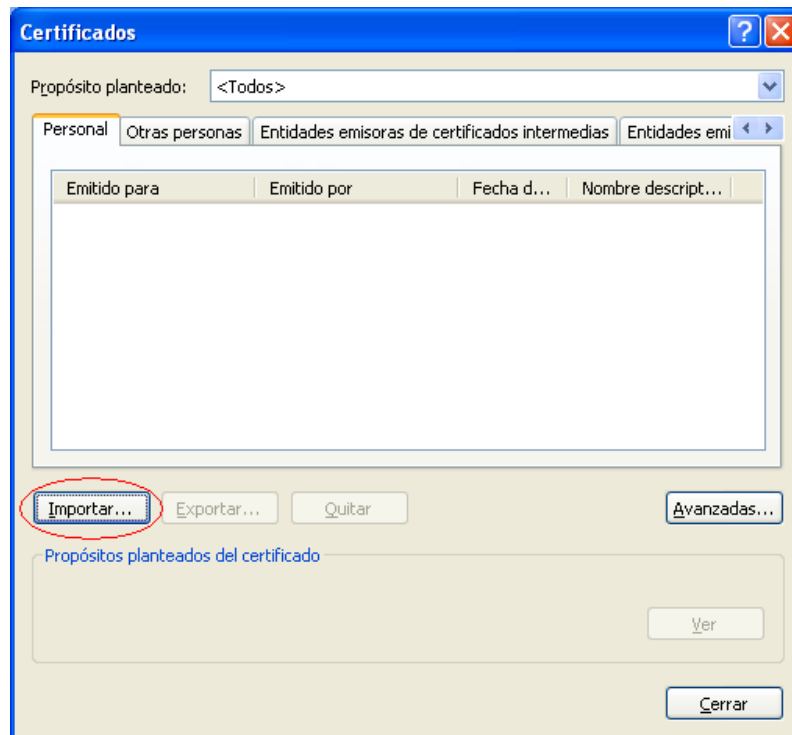 Certificados
Propósito planteado: <Todos>
Personal Otras personas Entidades emisoras de certificados intermedias Entidades emi
Emitido para Emitido por Fecha d... Nombre descript...
Importar... Exportar... Quitar Avanzadas...
Propósitos planteados del certificado
Ver
Cerrar